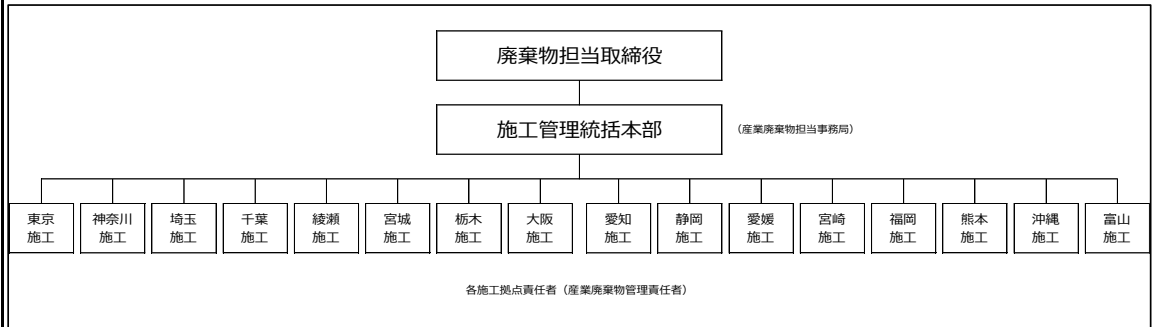 廃棄物担当取締役
施工管理統括本部
（産業廃棄物担当事務局）
東京
施工
神奈川
施工
埼玉
施工
千葉
施工
綾瀬
施工
宮城
施工
栃木
施工
大阪
施工
愛知
施工
静岡
施工
愛媛
施工
宮崎
施工
福岡
施工
熊本
施工
沖縄
施工
富山
施工
各施工拠点責任者（産業廃棄物管理責任者）